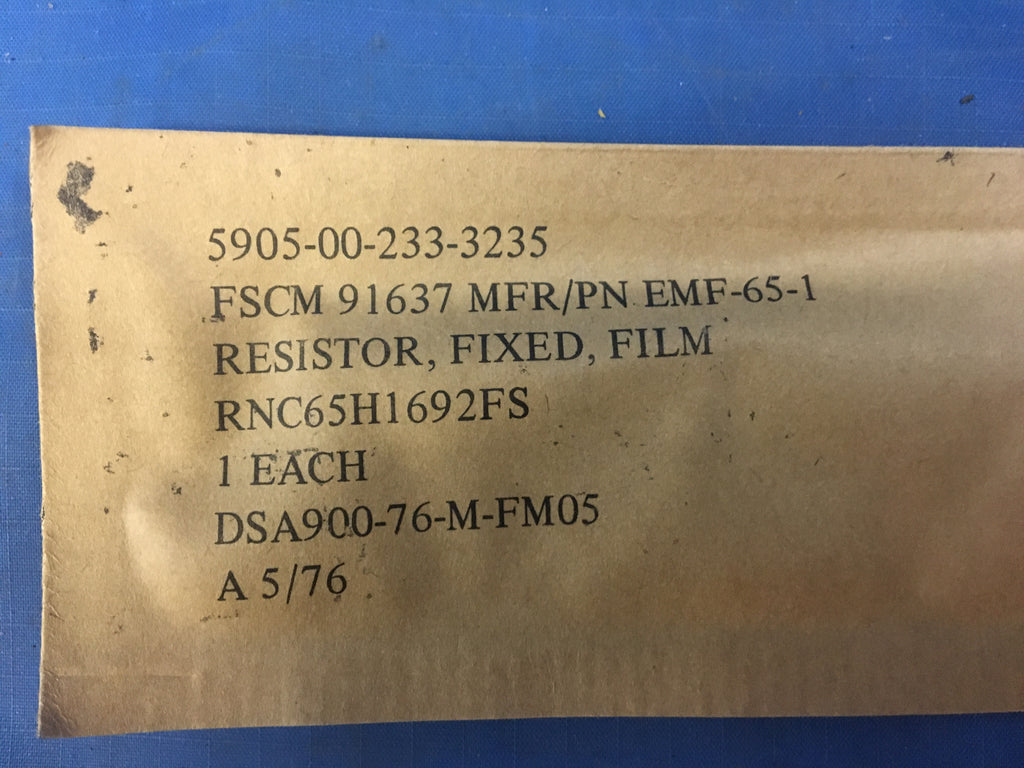 5905-00-233-3235
FSCM 91637 MFR/PN EMF-65-1
RESISTOR, FIXED, FILM
RNC65H1692FS
1 EACH
DSA900-76-M-FM05
A 5/76